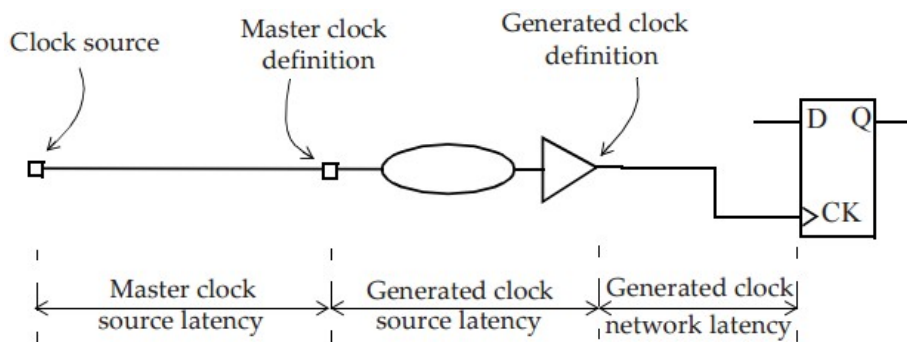 Clock source
Master clock
definition
Generated clock
definition
D Q
CK
Master clock
source latency
Generated clock
source latency
Generated clock
network latency